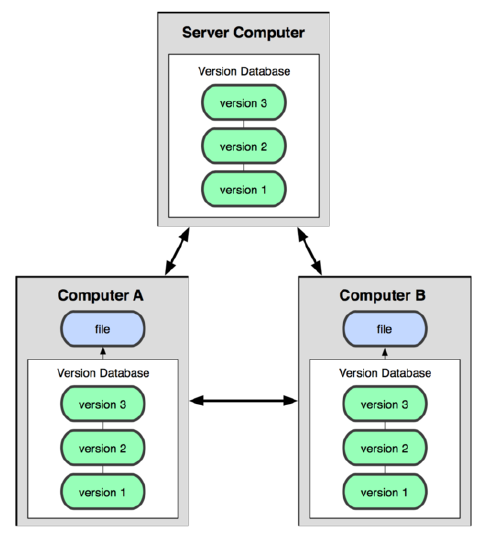 Server Computer
Version Database
version 3
version 2
version 1
Computer A
file
Version Database
version 3
version 2
version 1
Computer B
file
Version Database
version 3
version 2
version 1